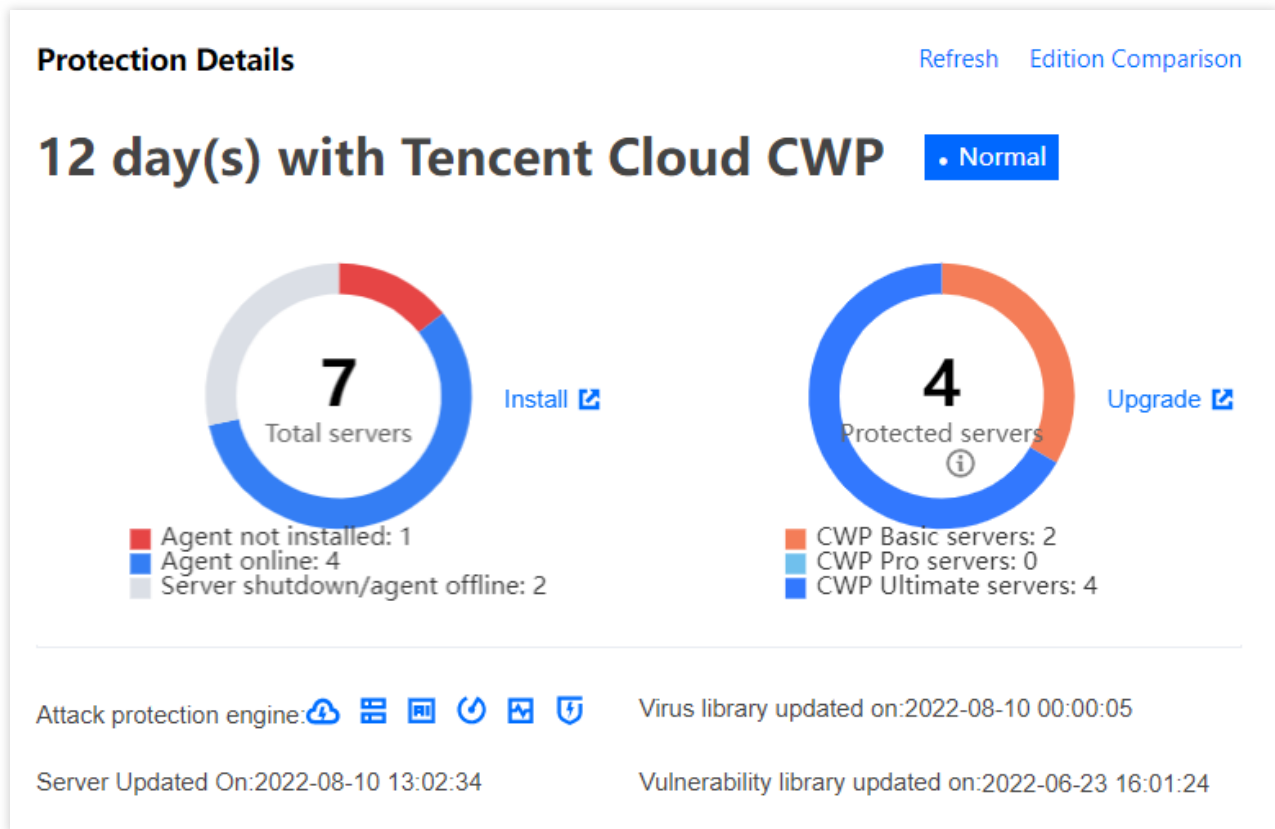 Protection Details
Refresh
Edition Comparison
12 day(s) with Tencent Cloud CWP
• Normal
7
Total servers
Install
Agent not installed: 1
Agent online: 4
Server shutdown/agent offline: 2
4
Protected servers
Upgrade
CWP Basic servers: 2
CWP Pro servers: 0
CWP Ultimate servers: 4
Attack protection engine:
Virus library updated on:2022-08-10 00:00:05
Server Updated On:2022-08-10 13:02:34
Vulnerability library updated on:2022-06-23 16:01:24